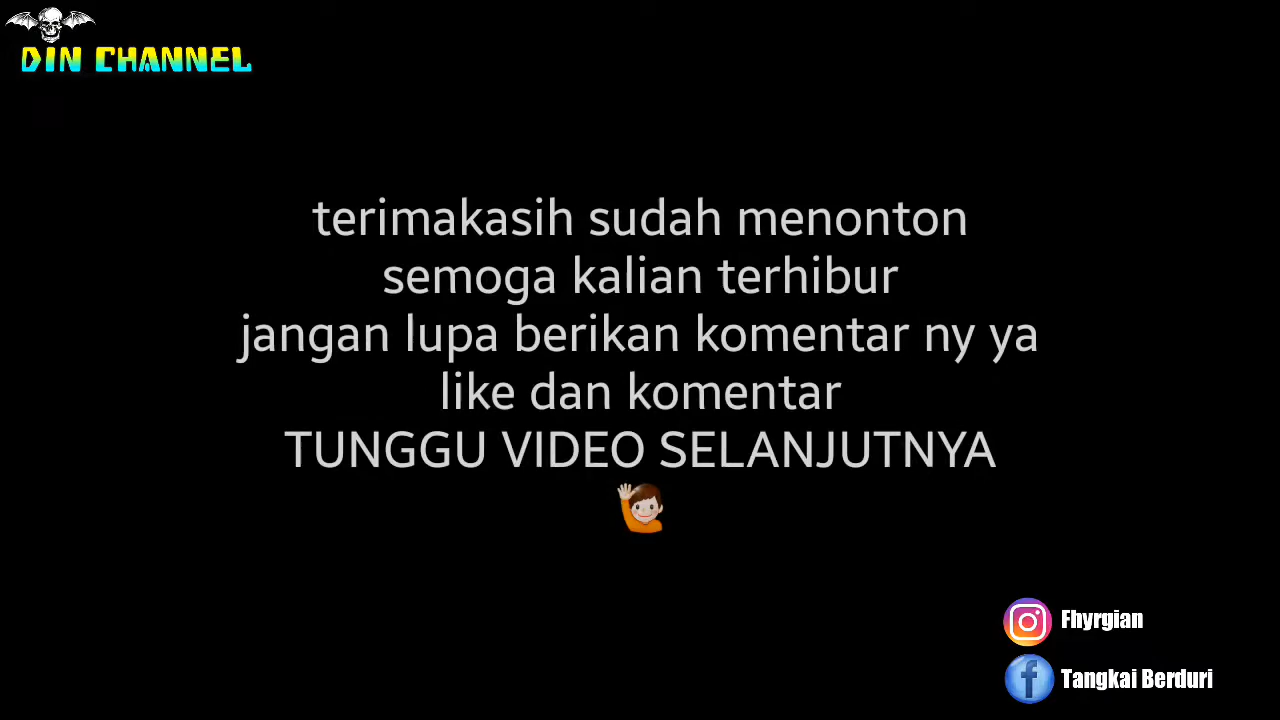 DIN CHANNEL
terimakasih sudah menonton
semoga kalian terhibur
jangan lupa berikan komentar ny ya
like dan komentar
TUNGGU VIDEO SELANJUTNYA
🙋
Fhyrgian
Tangkai Berduri